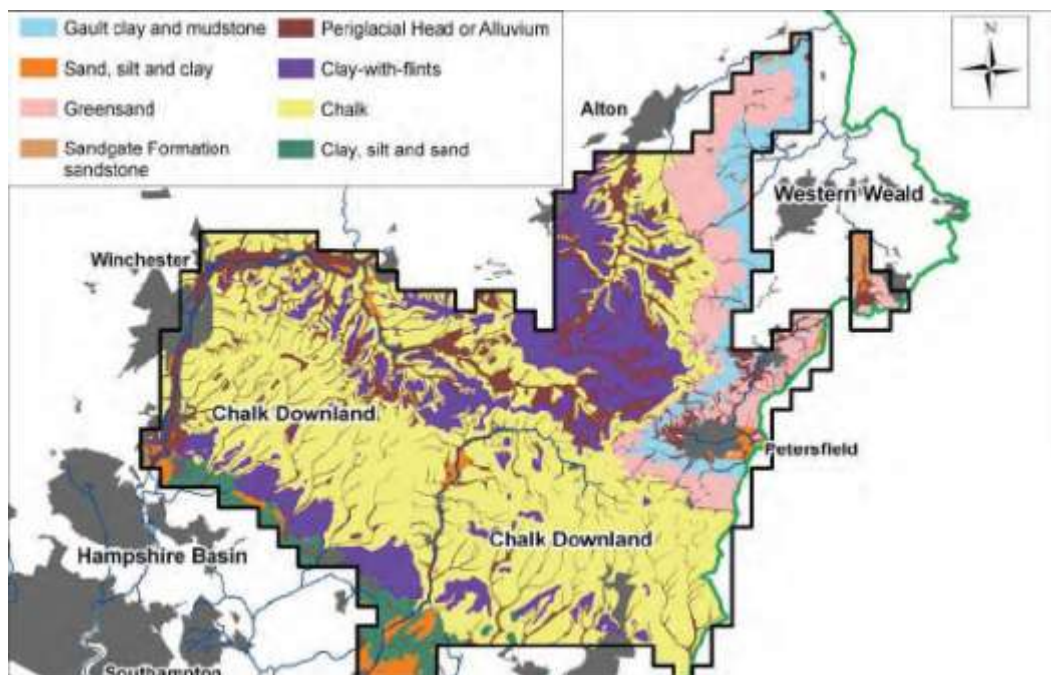 Gault clay and mudstone
Sand, silt and clay
Greensand
Sandgate Formation
sandstone
Periglacial Head or Alluvium
Clay-with-flints
Chalk
Clay, silt and sand
N
Alton
Western Weald
Winchester
Chalk Downland
Petersfield
Chalk Downland
Hampshire Basin
Southampton